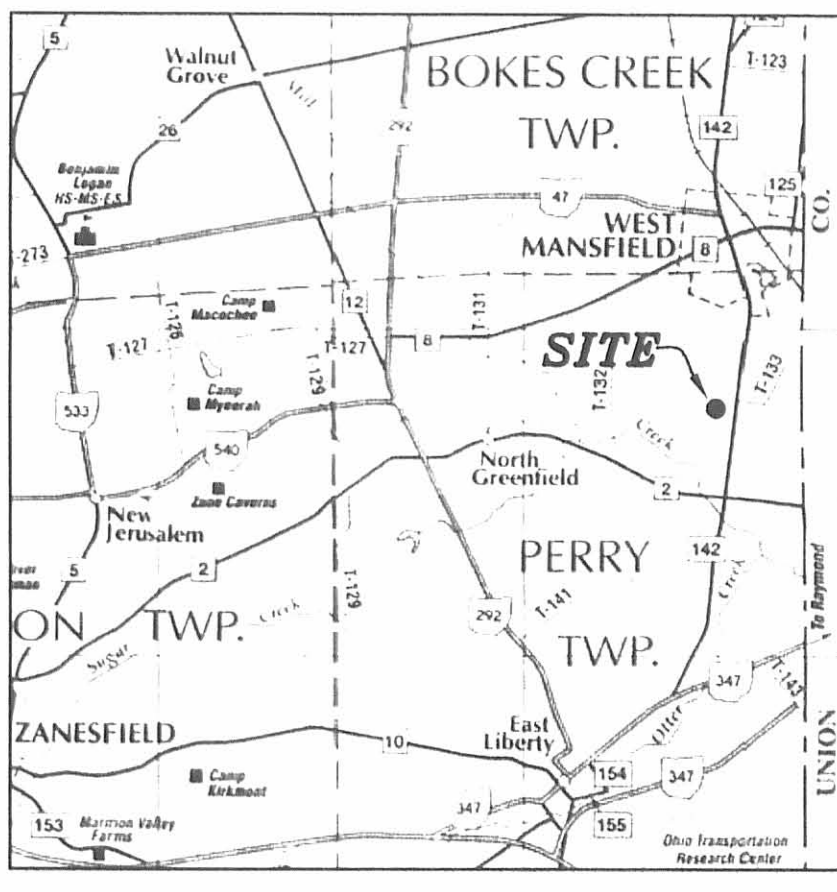 5
Walnut
Grove
Mill
292
BOKES CREEK
TWP.
124
T-123
142
26
Benjamin
Logan
HS-MS-E.S.
47
125
CO.
WEST
MANSFIELD
8
-273
T-131
Camp
Macochee
12
T-126
T-127
T-127
8
SITE
T-133
T-129
T-132
Camp
Myeerah
533
540
Creek
Creek
North
Greenfield
2
Zane Caverns
New
Jerusalem
5
2
T-129
PERRY
TWP.
142
Creek
To Raymond
ON TWP.
Sugar Creek
292
T-141
347
T-143
ZANESFIELD
10
East
Liberty
Otter
UNION
Camp
Kirkmont
154
347
347
155
153
Marmon Valley
Farms
Ohio Transportation
Research Center